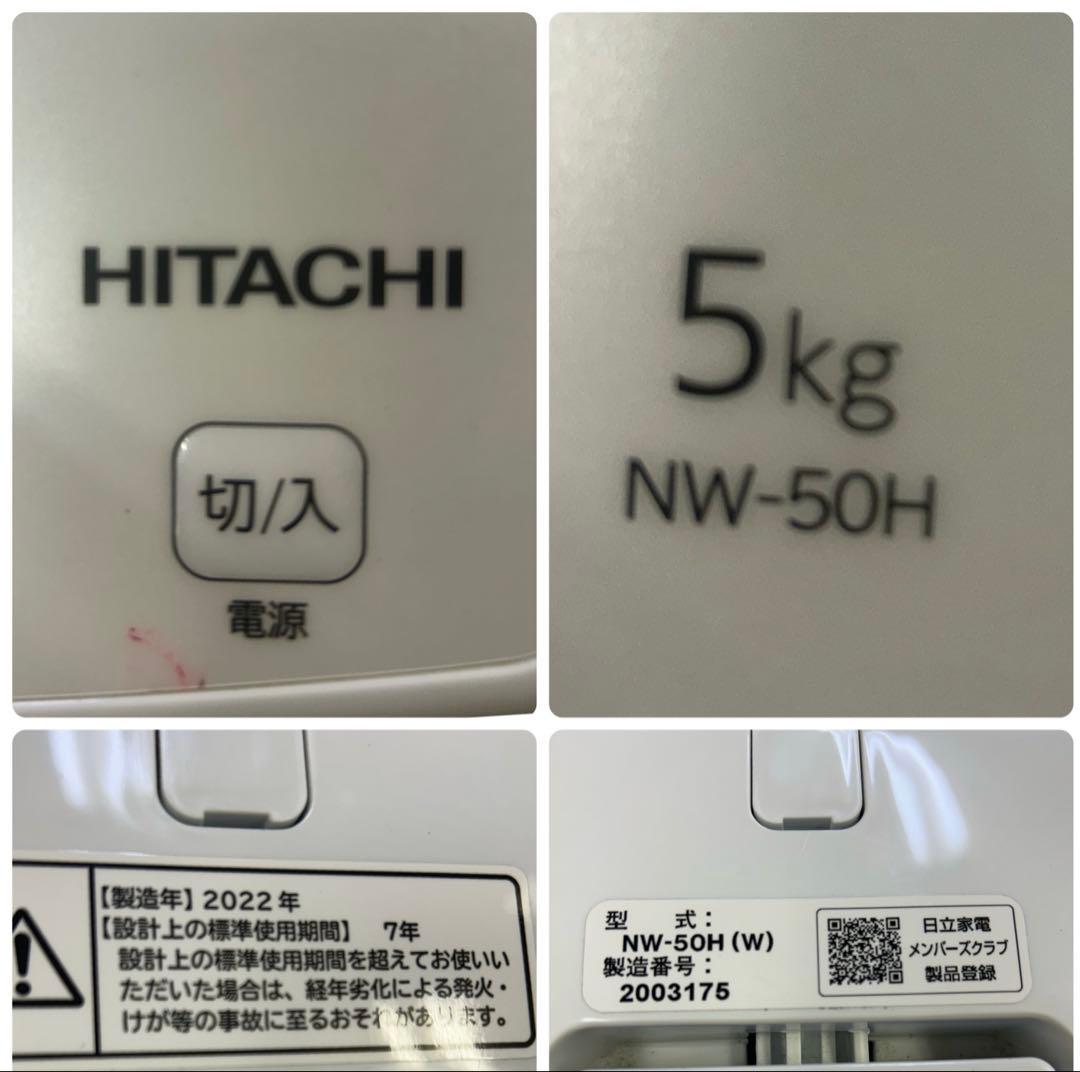 HITACHI
切/入
電源
5kg
NW-50H
【製造年】2022年
【設計上の標準使用期間】 7年
設計上の標準使用期間を超えてお使いい
ただいた場合は、経年劣化による発火・
けが等の事故に至るおそれがあります。
型 式：
NW-50H(W)
製造番号：
2003175
日立家電
メンバーズクラブ
製品登録